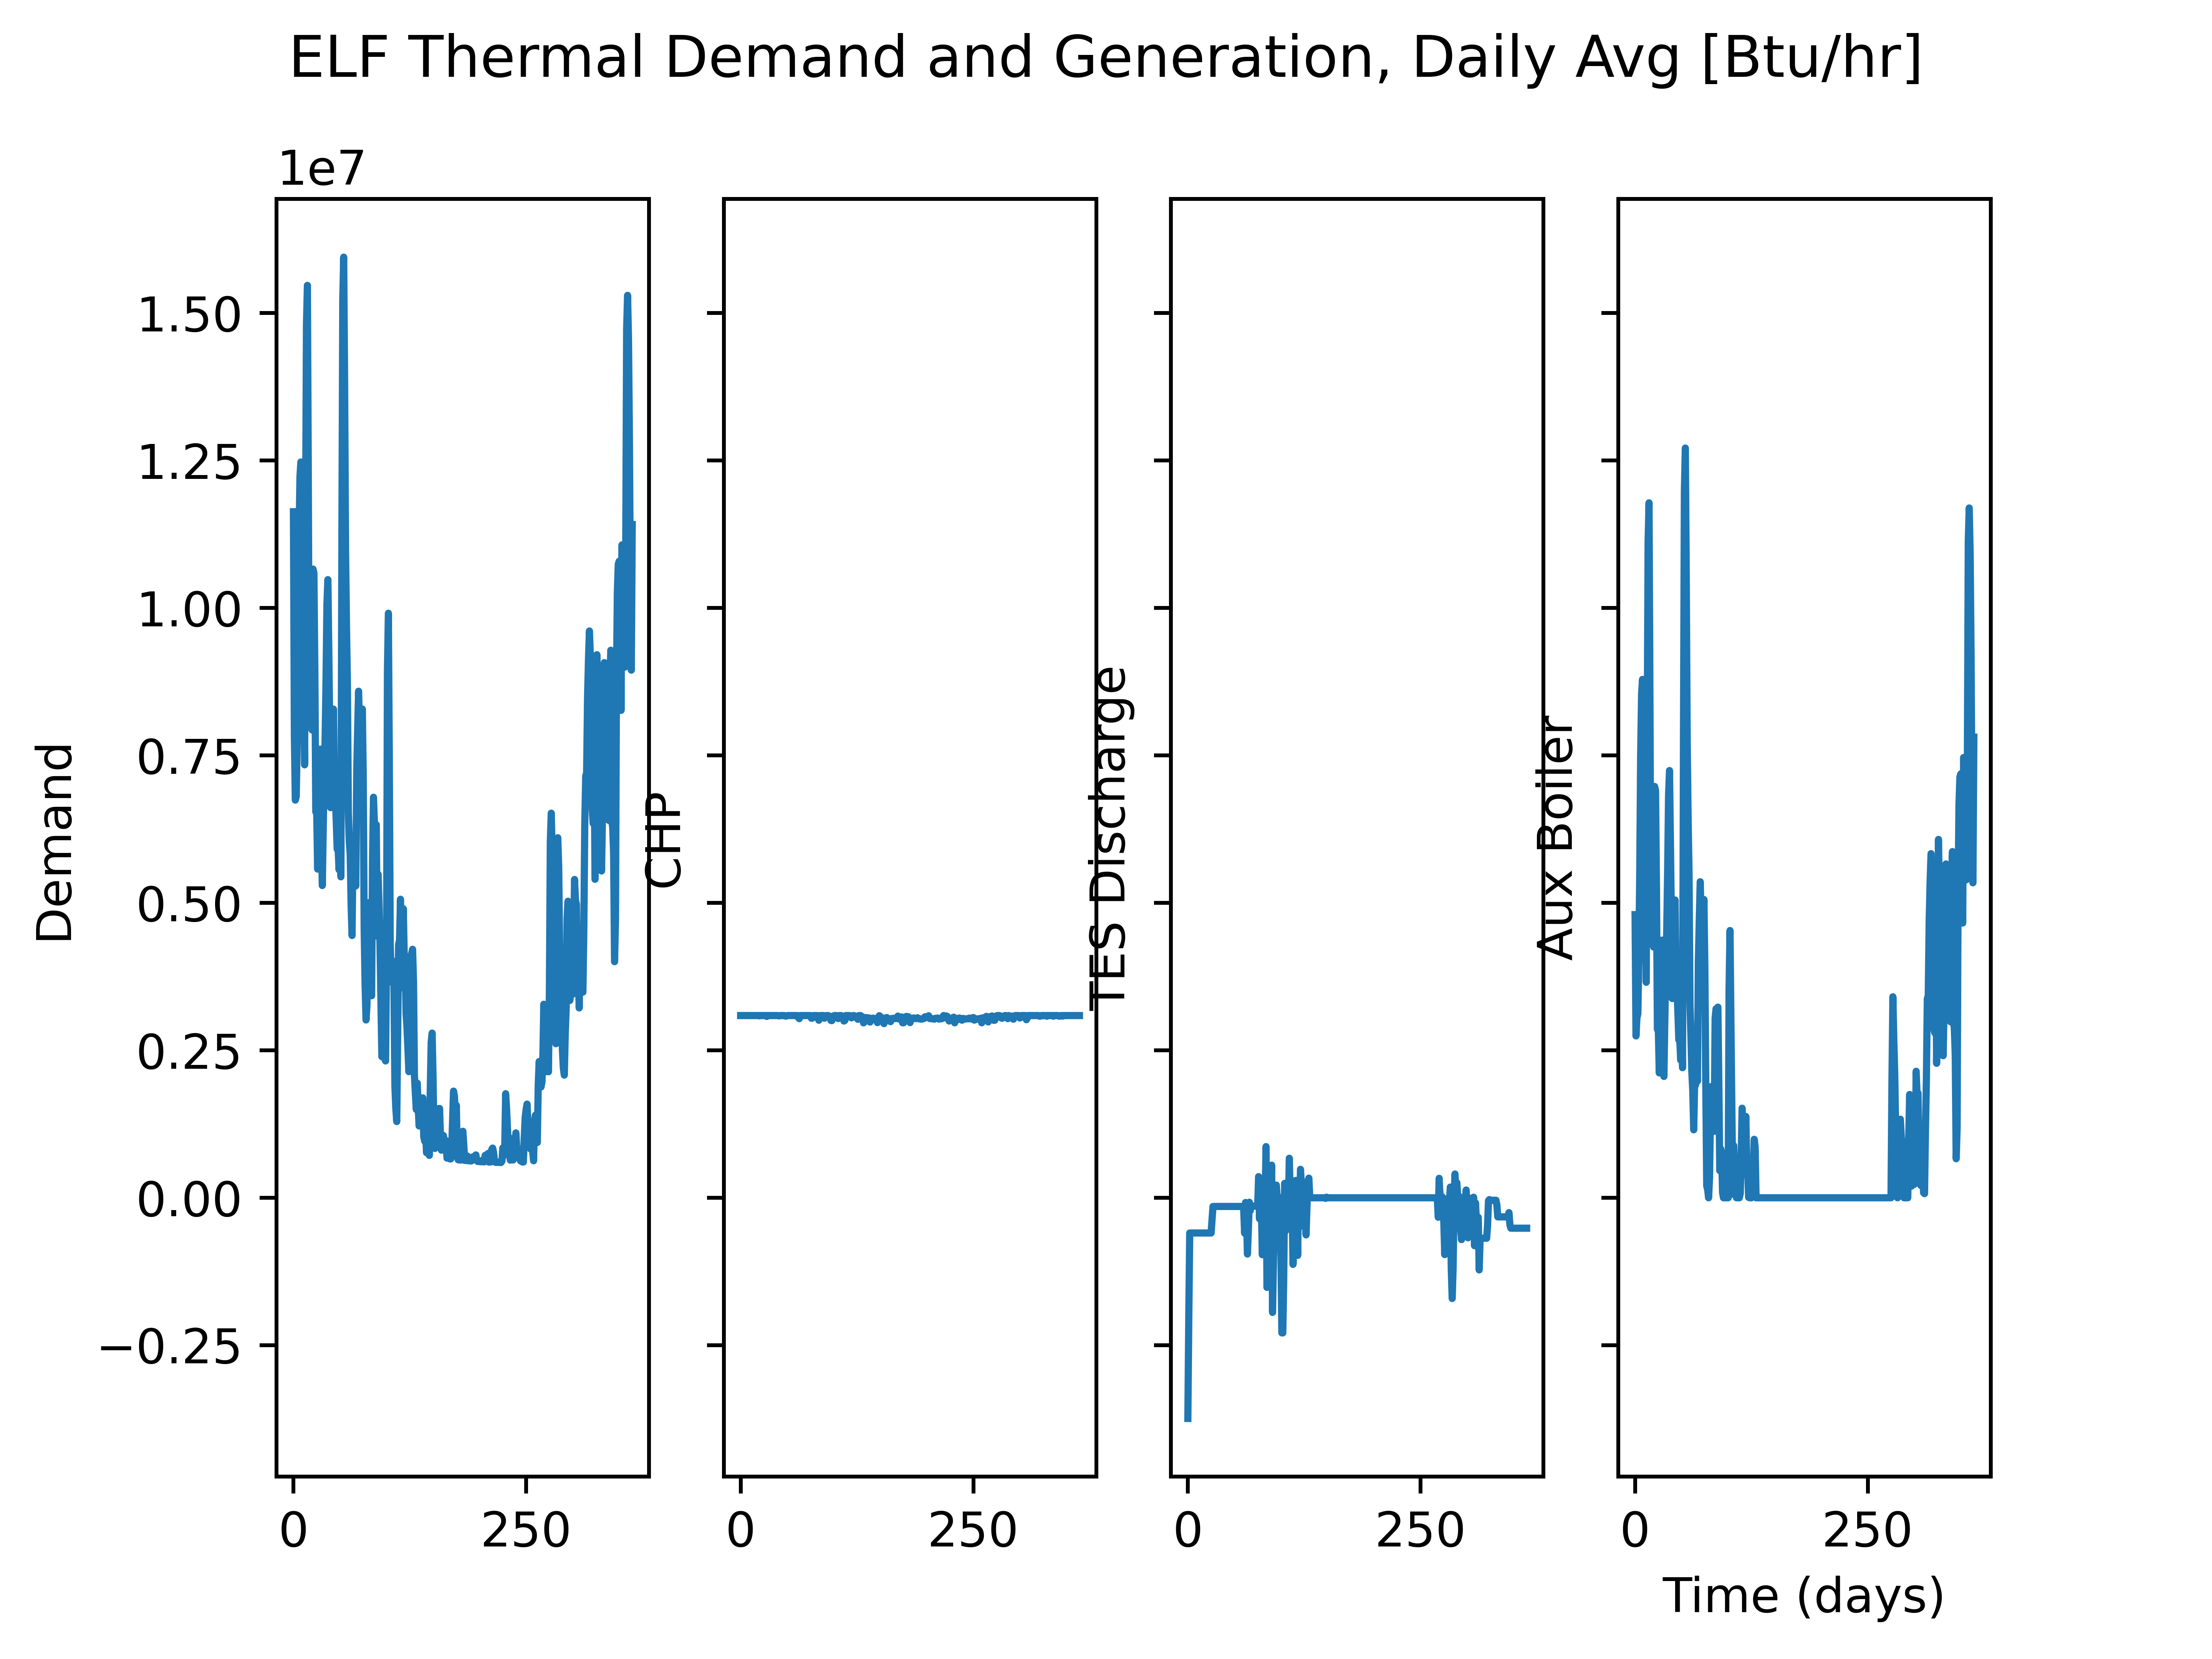 ELF Thermal Demand and Generation, Daily Avg [Btu/hr]
1e7
1.50
1.25
1.00
0.75
0.50
0.25
0.00
−0.25
Demand
CHP
TES Discharge
Aux Boiler
0 250 0 250 0 250 0 250
Time (days)